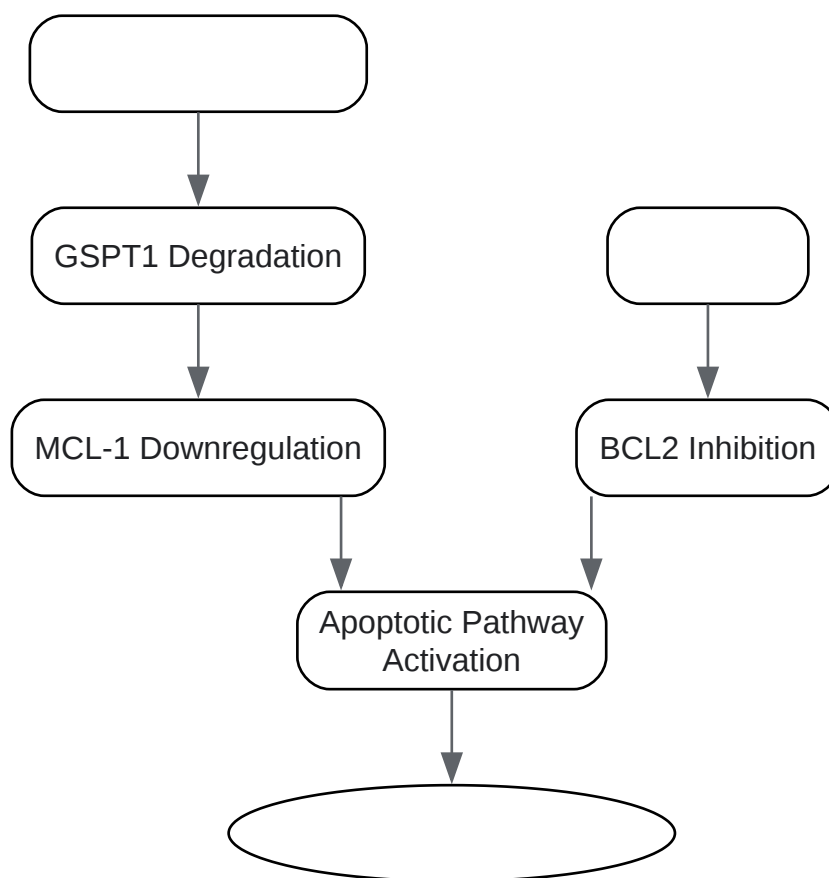 GSPT1 Degradation
MCL-1 Downregulation
BCL2 Inhibition
Apoptotic Pathway
Activation